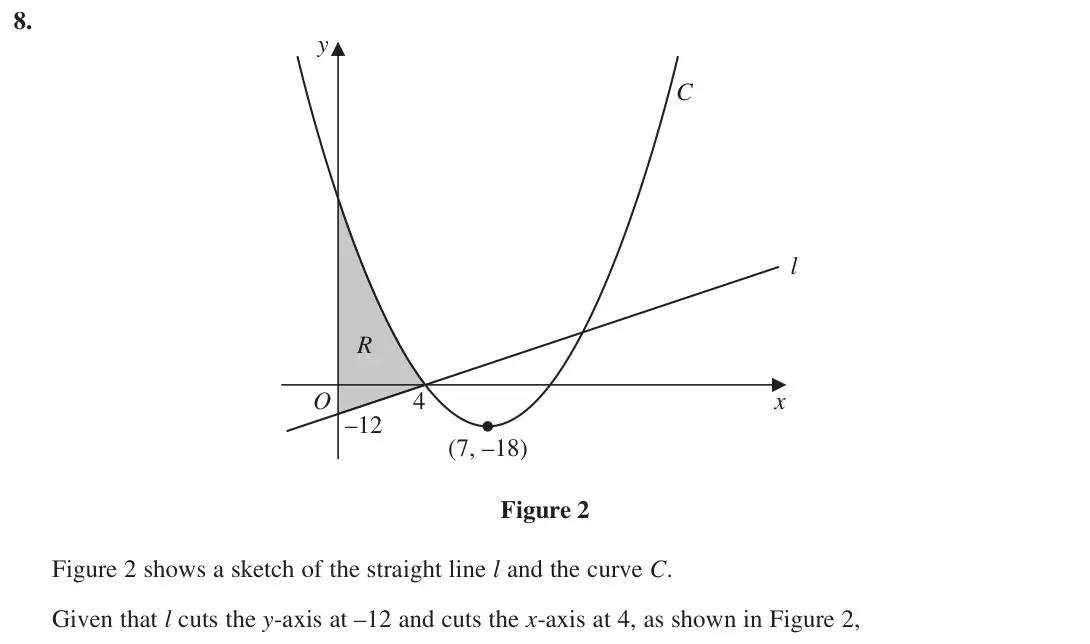 8.
y
C
l
R
O
4
x
–12
(7, –18)
Figure 2
Figure 2 shows a sketch of the straight line l and the curve C.
Given that l cuts the y-axis at –12 and cuts the x-axis at 4, as shown in Figure 2,